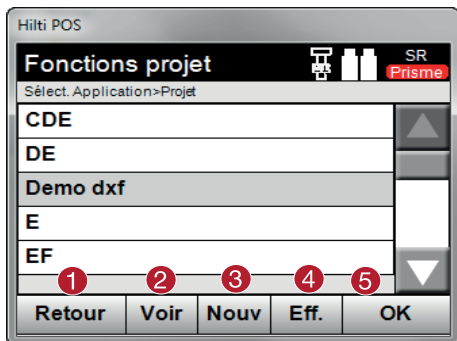 Hilti POS
Fonctions projet
SR
Prisme
Sélect. Application>Projet
CDE
DE
Demo dxf
E
EF
1 2 3 4 5
Retour Voir Nouv Eff. OK